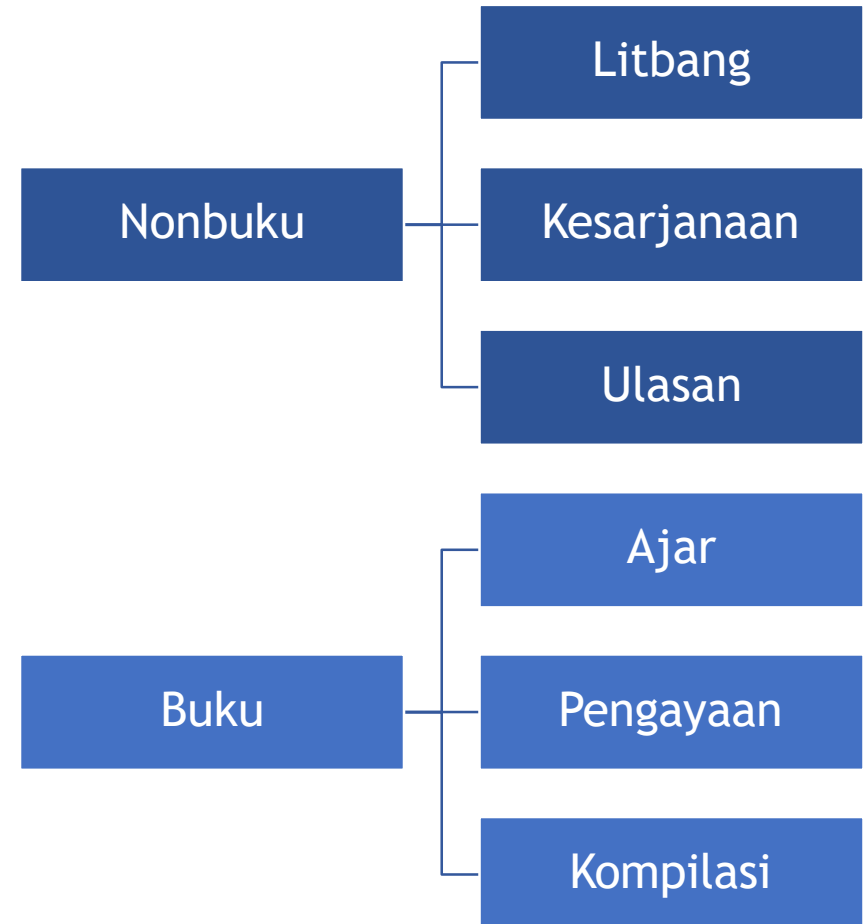 Nonbuku
Litbang
Kesarjanaan
Ulasan
Buku
Ajar
Pengayaan
Kompilasi